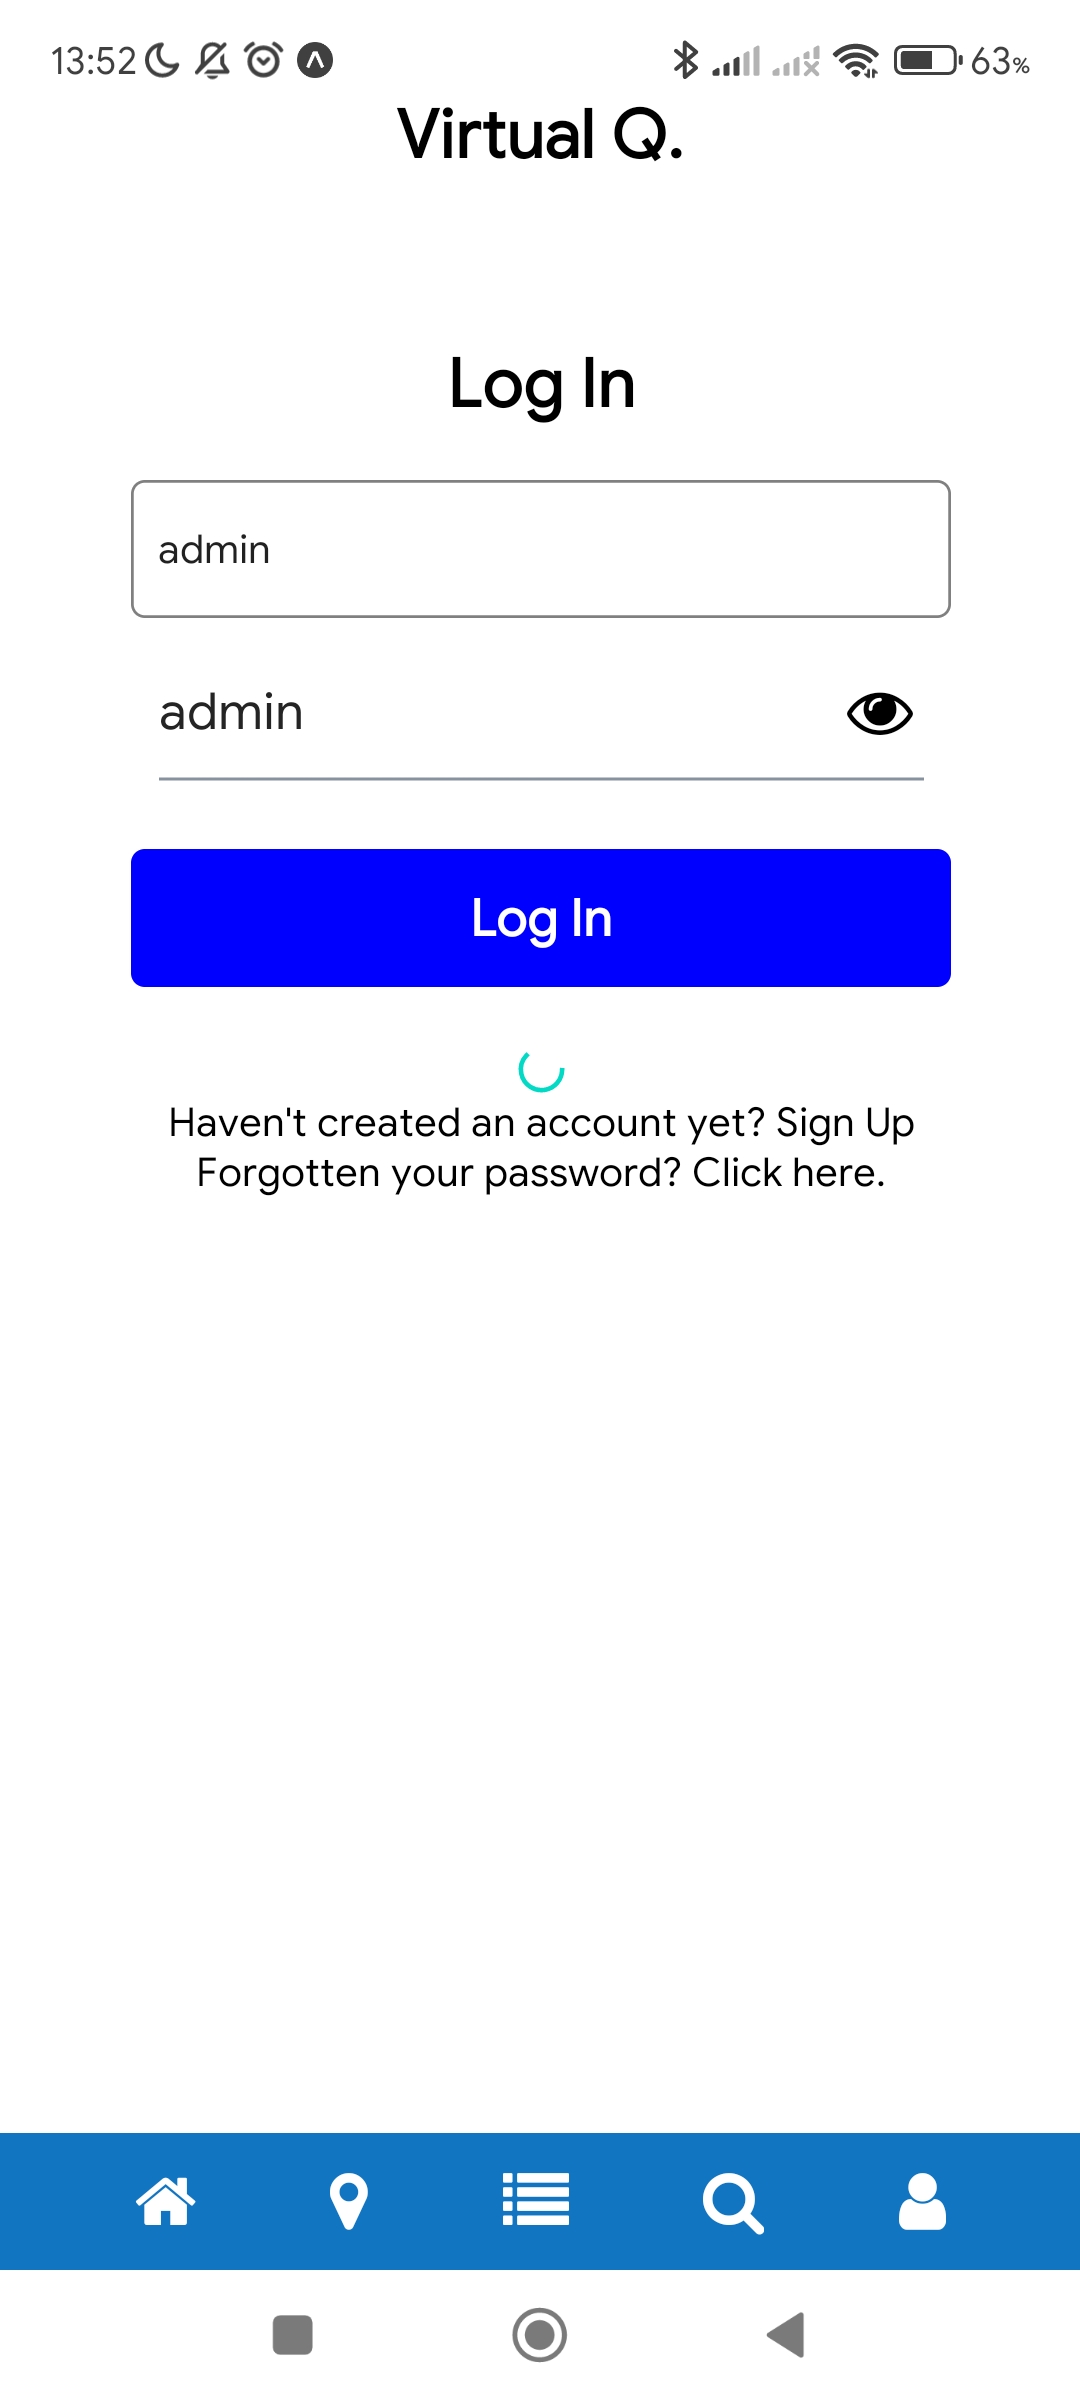 13:52
63%
Virtual Q.
Log In
admin
admin
Log In
Haven't created an account yet? Sign Up
Forgotten your password? Click here.